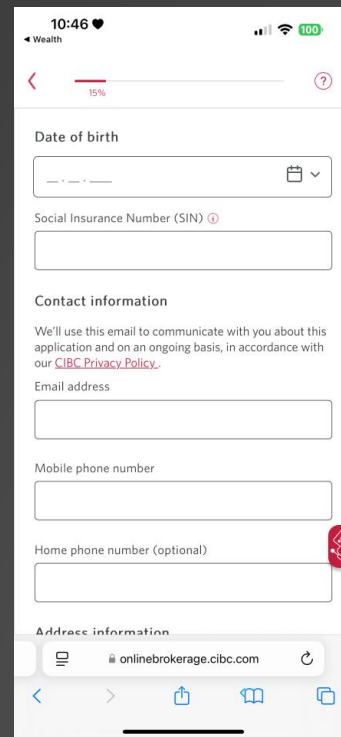 10:46
Wealth
100
15%
Date of birth
__.__.____
Social Insurance Number (SIN)
Contact information
We'll use this email to communicate with you about this
application and on an ongoing basis, in accordance with
our CIBC Privacy Policy .
Email address
Mobile phone number
Home phone number (optional)
Address information
onlinebrokerage.cibc.com